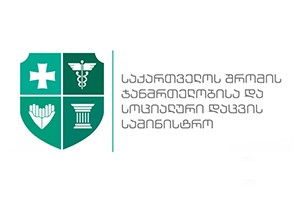 საქართველოს შრომის
ჯანმრთელობისა და
სოციალური დაცვის
სამინისტრო